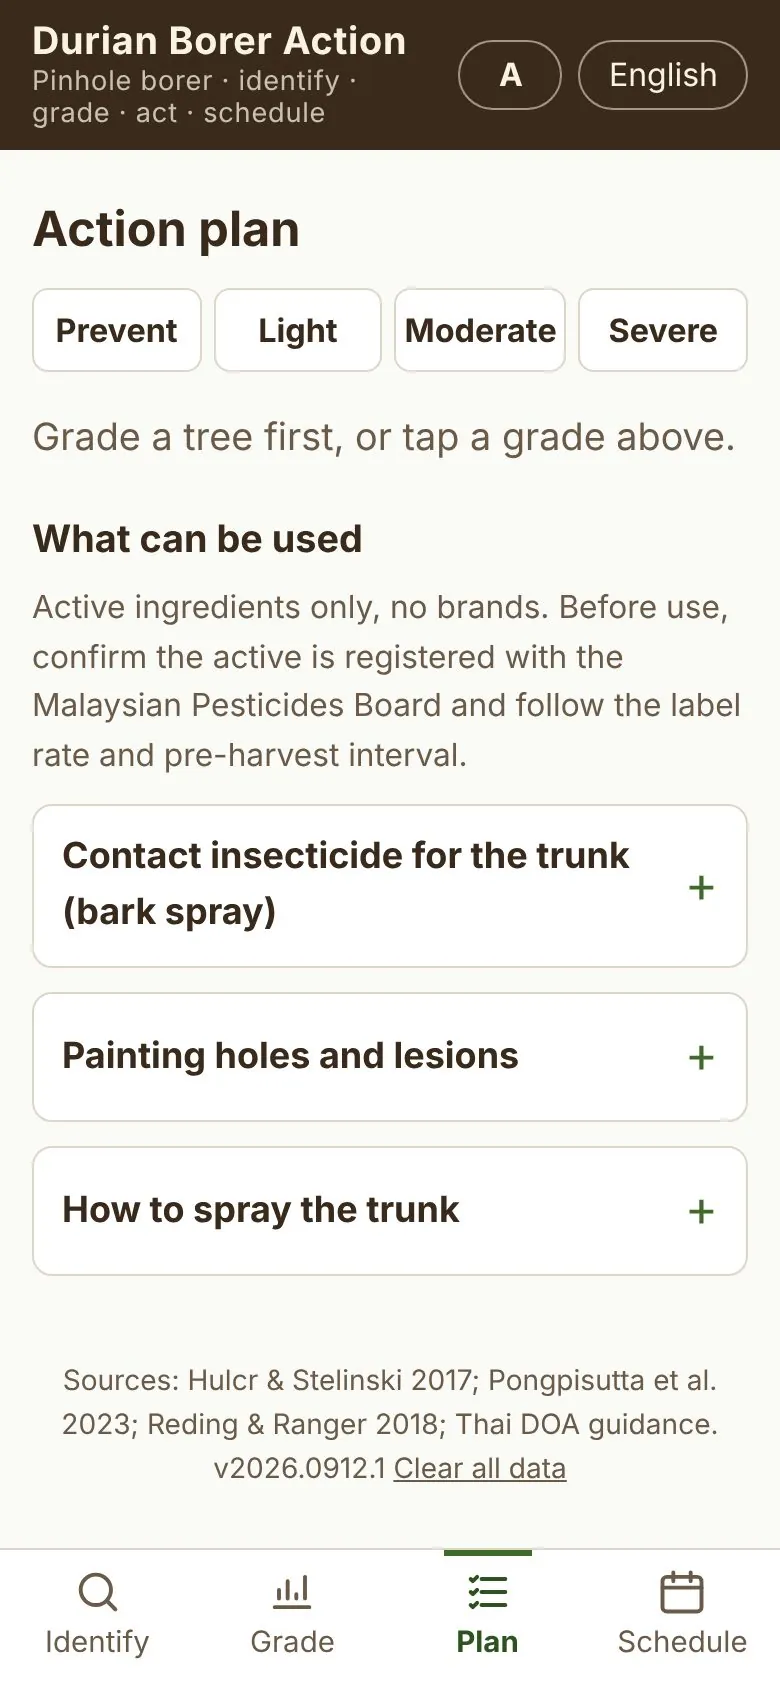 Durian Borer Action
Pinhole borer · identify ·
grade · act · schedule
A
English
Action plan
Prevent
Light
Moderate
Severe
Grade a tree first, or tap a grade above.
What can be used
Active ingredients only, no brands. Before use,
confirm the active is registered with the
Malaysian Pesticides Board and follow the label
rate and pre-harvest interval.
Contact insecticide for the trunk
(bark spray)
+
Painting holes and lesions
+
How to spray the trunk
+
Sources: Hulcr & Stelinski 2017; Pongpisutta et al.
2023; Reding & Ranger 2018; Thai DOA guidance.
v2026.0912.1 Clear all data
Identify
Grade
Plan
Schedule